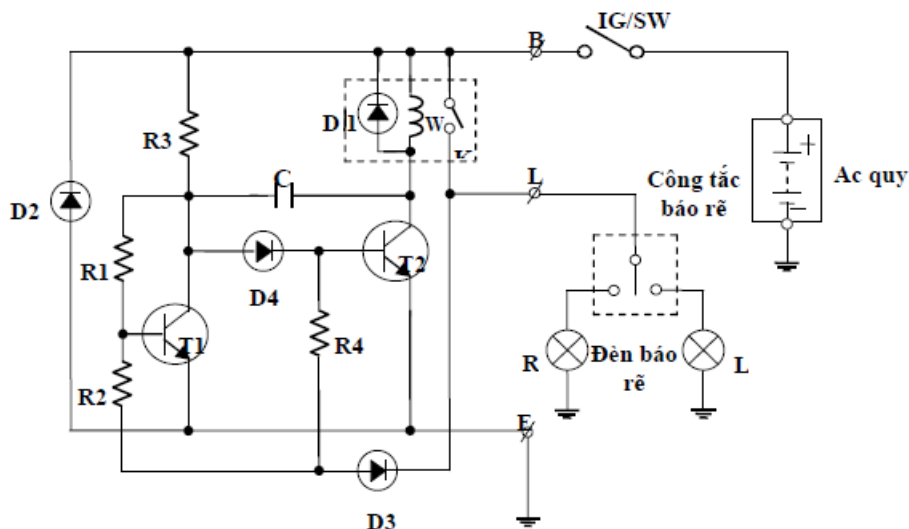 IG/SW
B
D1
W
K
R3
C
L
Công tắc
báo rẽ
+
Ac quy
D2
R1
T2
D4
R4
T1
R2
R
Đèn báo
rẽ
L
E
D3